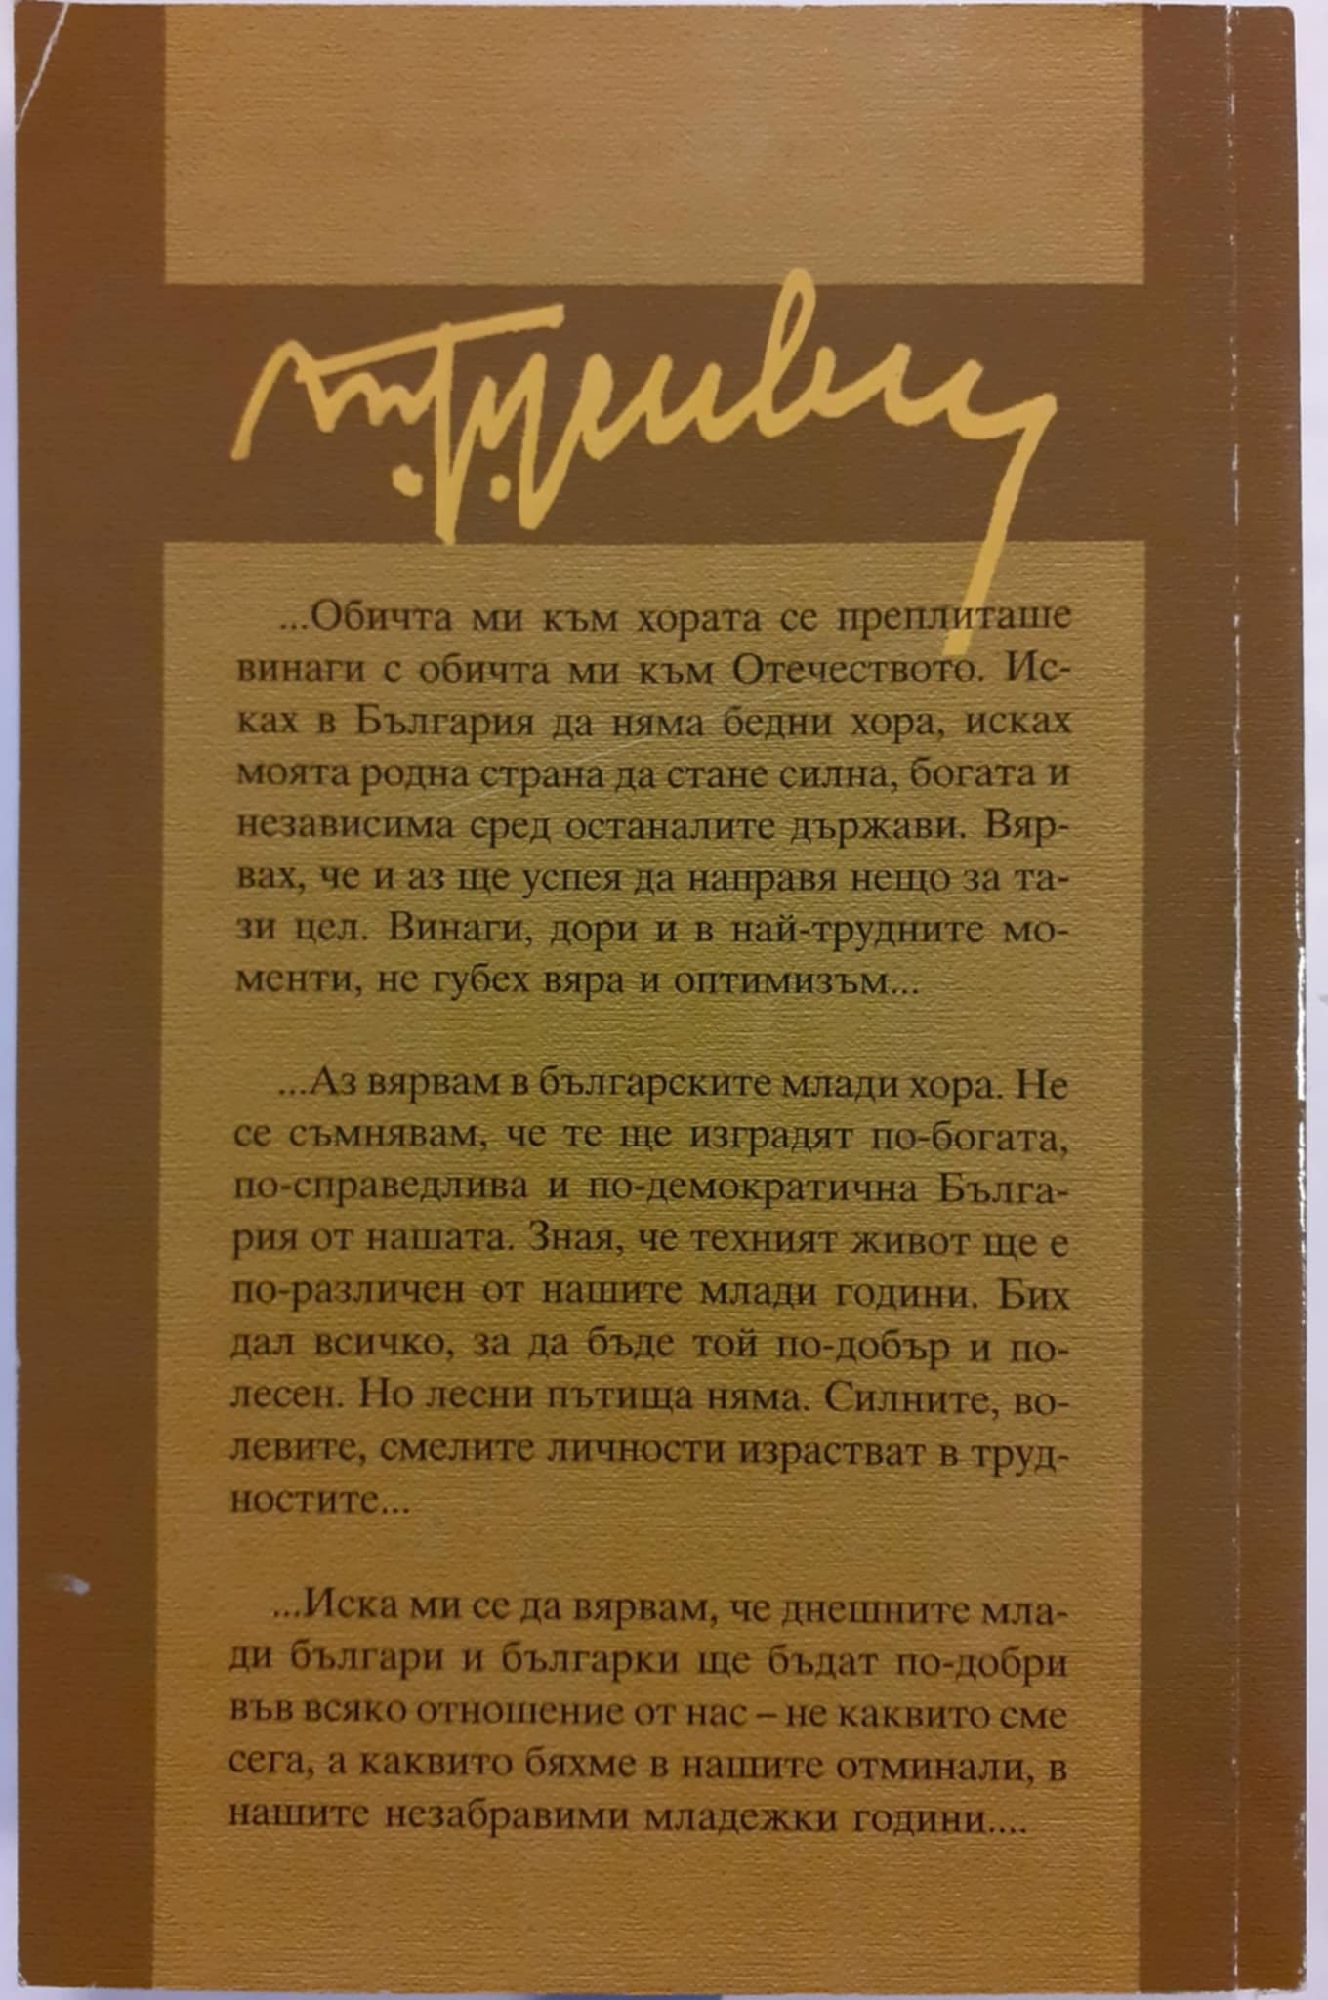 ...Обичта ми към хората се преплиташе
винаги с обичта ми към Отечеството. Ис-
ках в България да няма бедни хора, исках
моята родна страна да стане силна, богата и
независима сред останалите държави. Вяр-
вах, че и аз ще успея да направя нещо за та-
зи цел. Винаги, дори и в най-трудните мо-
менти, не губех вяра и оптимизъм...
...Аз вярвам в българските млади хора. Не
се съмнявам, че те ще изградят по-богата,
по-справедлива и по-демократична Бълга-
рия от нашата. Зная, че техният живот ще е
по-различен от нашите млади години. Бих
дал всичко, за да бъде той по-добър и по-
лесен. Но лесни пътища няма. Силните, во-
левите, смелите личности израстват в труд-
ностите...
...Иска ми се да вярвам, че днешните мла-
ди българи и българки ще бъдат по-добри
във всяко отношение от нас – не каквито сме
сега, а каквито бяхме в нашите отминали, в
нашите незабравими младежки години....